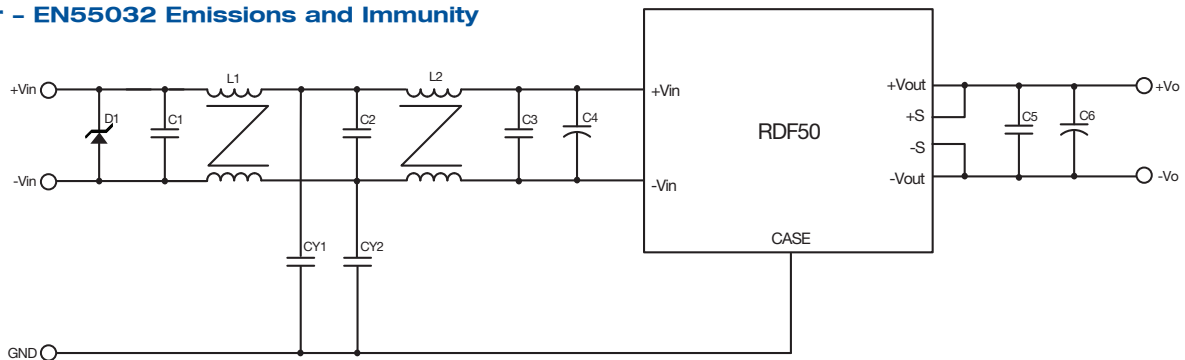 – EN55032 Emissions and Immunity
+Vin
D1
C1
L1
C2
L2
C3
C4
-Vin
CY1
CY2
GND
+Vin
-Vin
RDF50
CASE
+Vout
+S
-S
-Vout
C5
C6
+Vo
-Vo